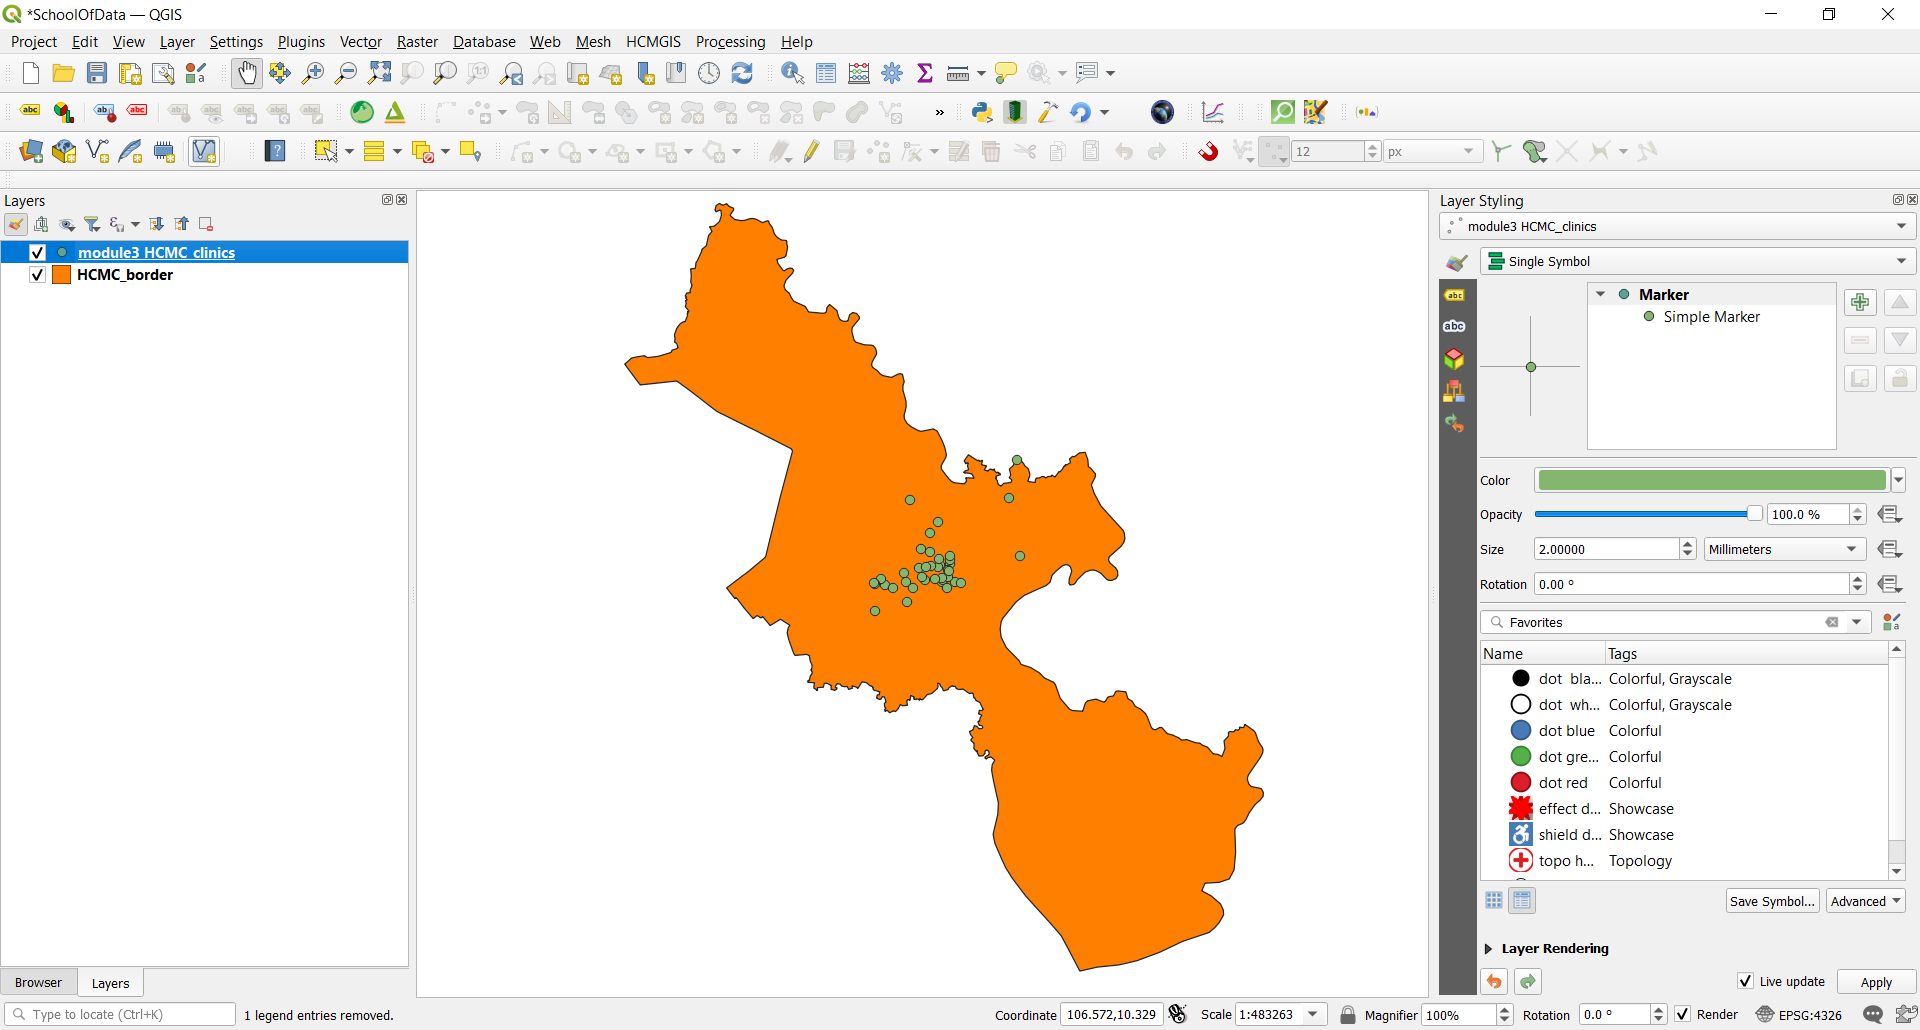 *SchoolOfData — QGIS
Project Edit View Layer Settings Plugins Vector Raster Database Web Mesh HCMGIS Processing Help
12 px
Layers
module3 HCMC_clinics
HCMC_border
Browser Layers
Layer Styling
module3 HCMC_clinics
Single Symbol
Marker
Simple Marker
Color
Opacity 100.0 %
Size 2.00000 Millimeters
Rotation 0.00 °
Favorites
Name Tags
dot bla... Colorful, Grayscale
dot wh... Colorful, Grayscale
dot blue Colorful
dot gre... Colorful
dot red Colorful
effect d... Showcase
shield d... Showcase
topo h... Topology
Save Symbol... Advanced
Layer Rendering
Live update Apply
Type to locate (Ctrl+K) 1 legend entries removed. Coordinate 106.572,10.329 Scale 1:483263 Magnifier 100% Rotation 0.0 ° Render EPSG:4326